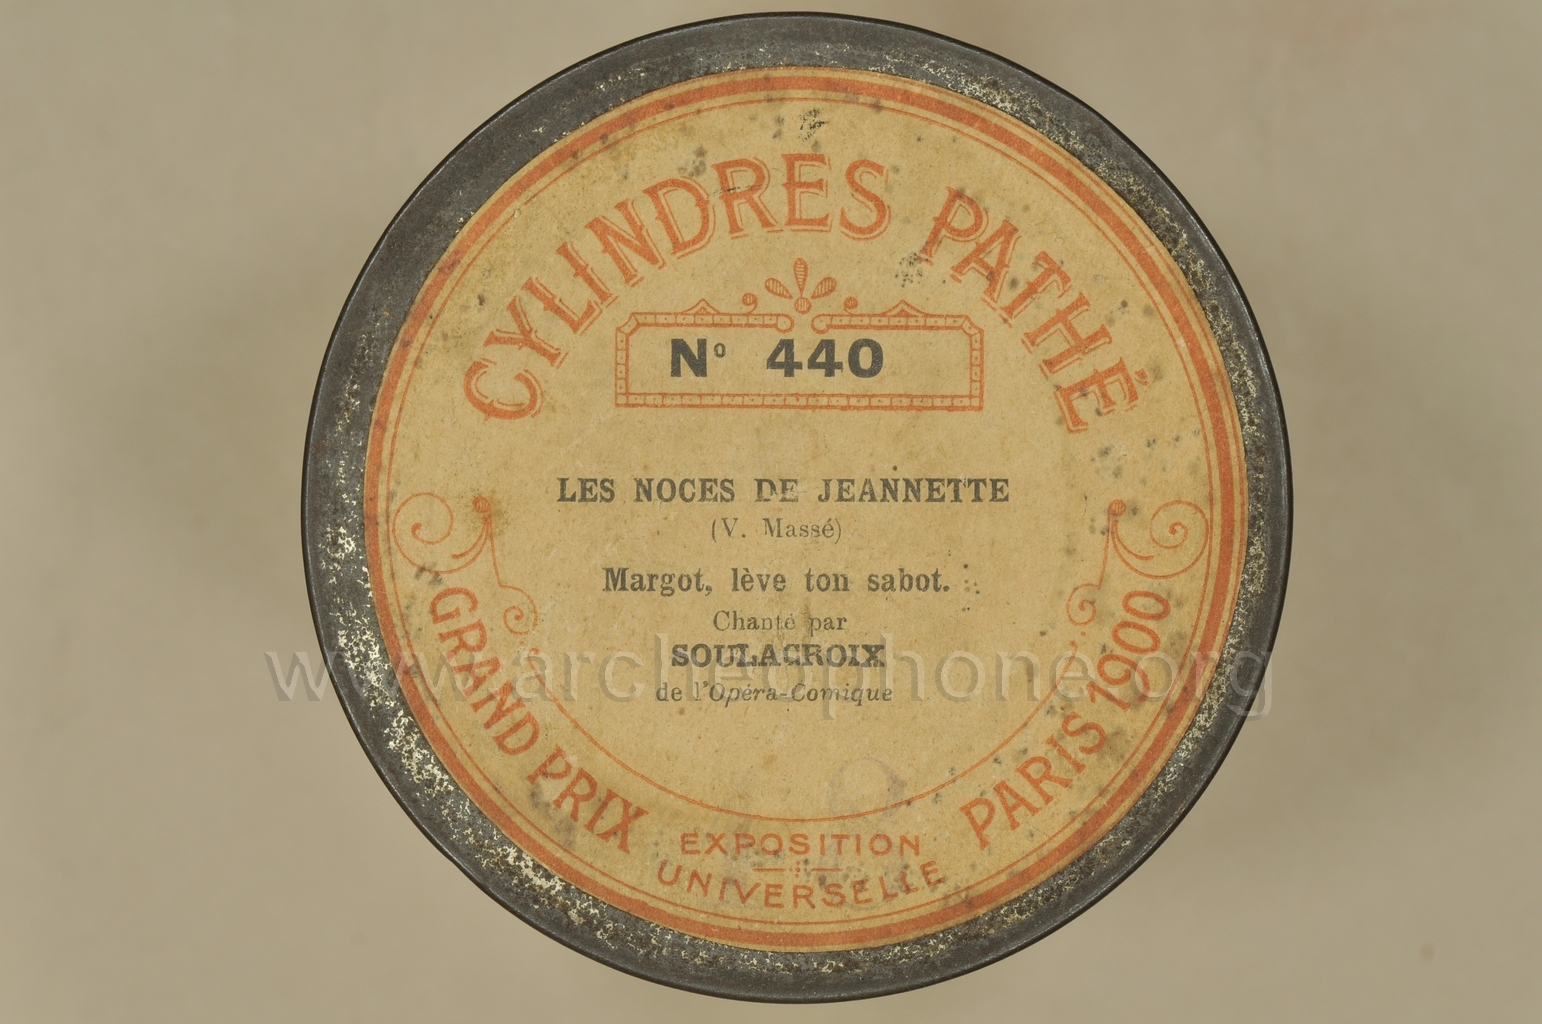 CYLINDRES PATHÉ
Nº 440
LES NOCES DE JEANNETTE
(V. Massé)
Margot, lève ton sabot.
Chanté par
SOULACROIX
de l'Opéra-Comique
www.archeophone.org
GRAND PRIX
EXPOSITION
UNIVERSELLE
PARIS 1900